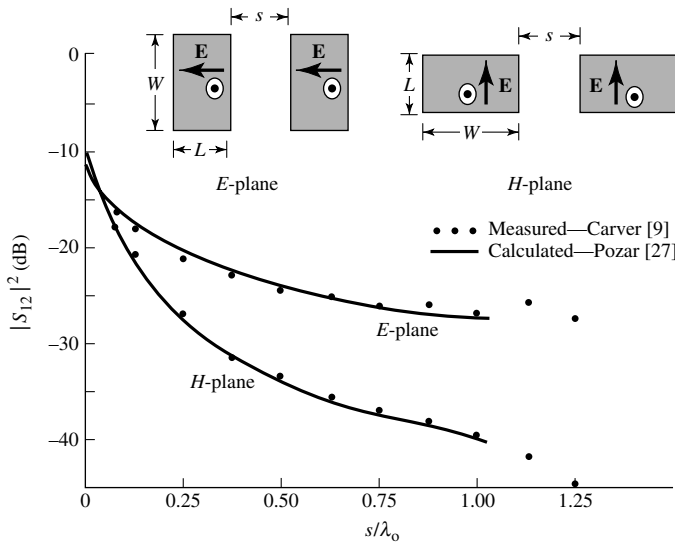 s
s
E
E
E
E
W
L
L
W
E-plane
H-plane
Measured—Carver [9]
Calculated—Pozar [27]
E-plane
H-plane
|S12|² (dB)
0
−10
−20
−30
−40
0
0.25
0.50
0.75
1.00
1.25
s/λo